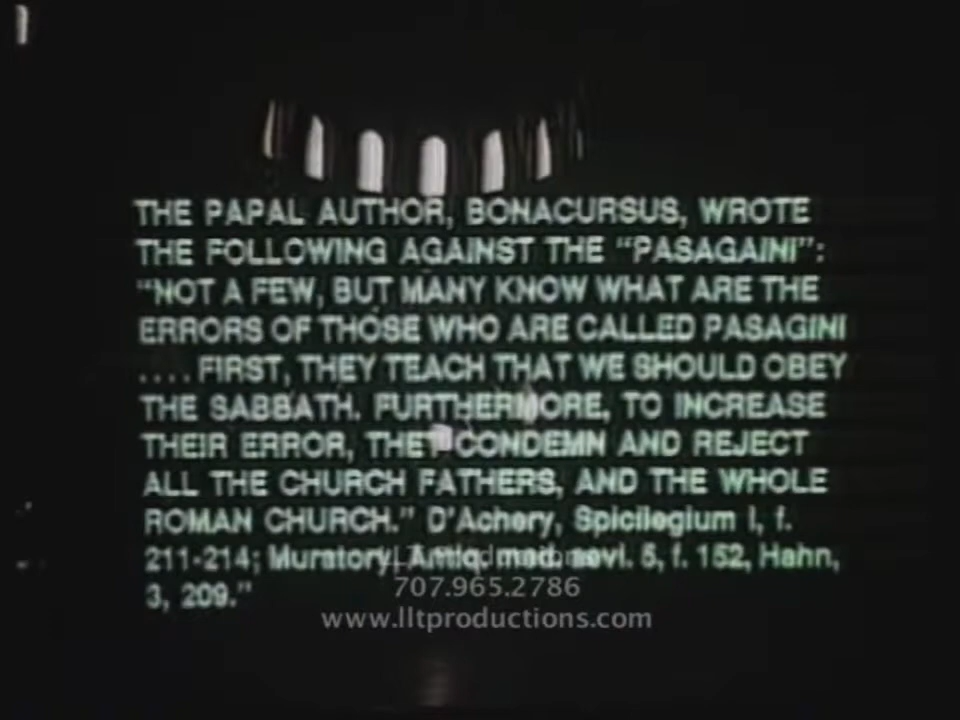 THE PAPAL AUTHOR, BONACURSUS, WROTE
THE FOLLOWING AGAINST THE "PASAGAINI":
"NOT A FEW, BUT MANY KNOW WHAT ARE THE
ERRORS OF THOSE WHO ARE CALLED PASAGINI
.... FIRST, THEY TEACH THAT WE SHOULD OBEY
THE SABBATH. FURTHERMORE, TO INCREASE
THEIR ERROR, THEY CONDEMN AND REJECT
ALL THE CHURCH FATHERS, AND THE WHOLE
ROMAN CHURCH." D'Achery, Spicilegium I, f.
211-214; Muratory, Antiq. med. aevi. 5, f. 152, Hahn,
3, 209."
707.965.2786
www.lltproductions.com